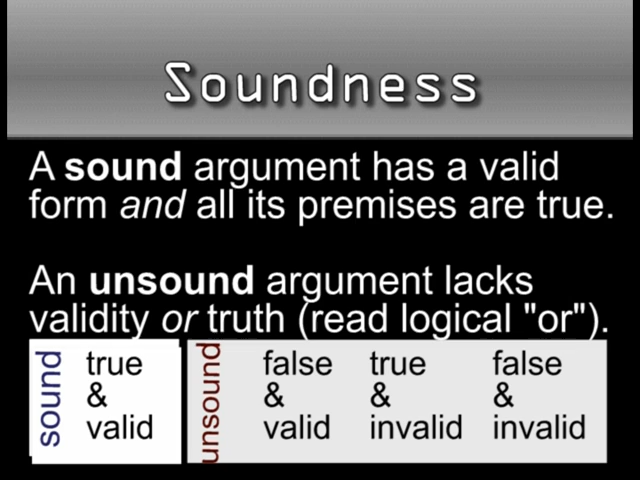 Soundness
A sound argument has a valid
form and all its premises are true.
An unsound argument lacks
validity or truth (read logical "or").
sound
true
&
valid
unsound
false
&
valid
true
&
invalid
false
&
invalid